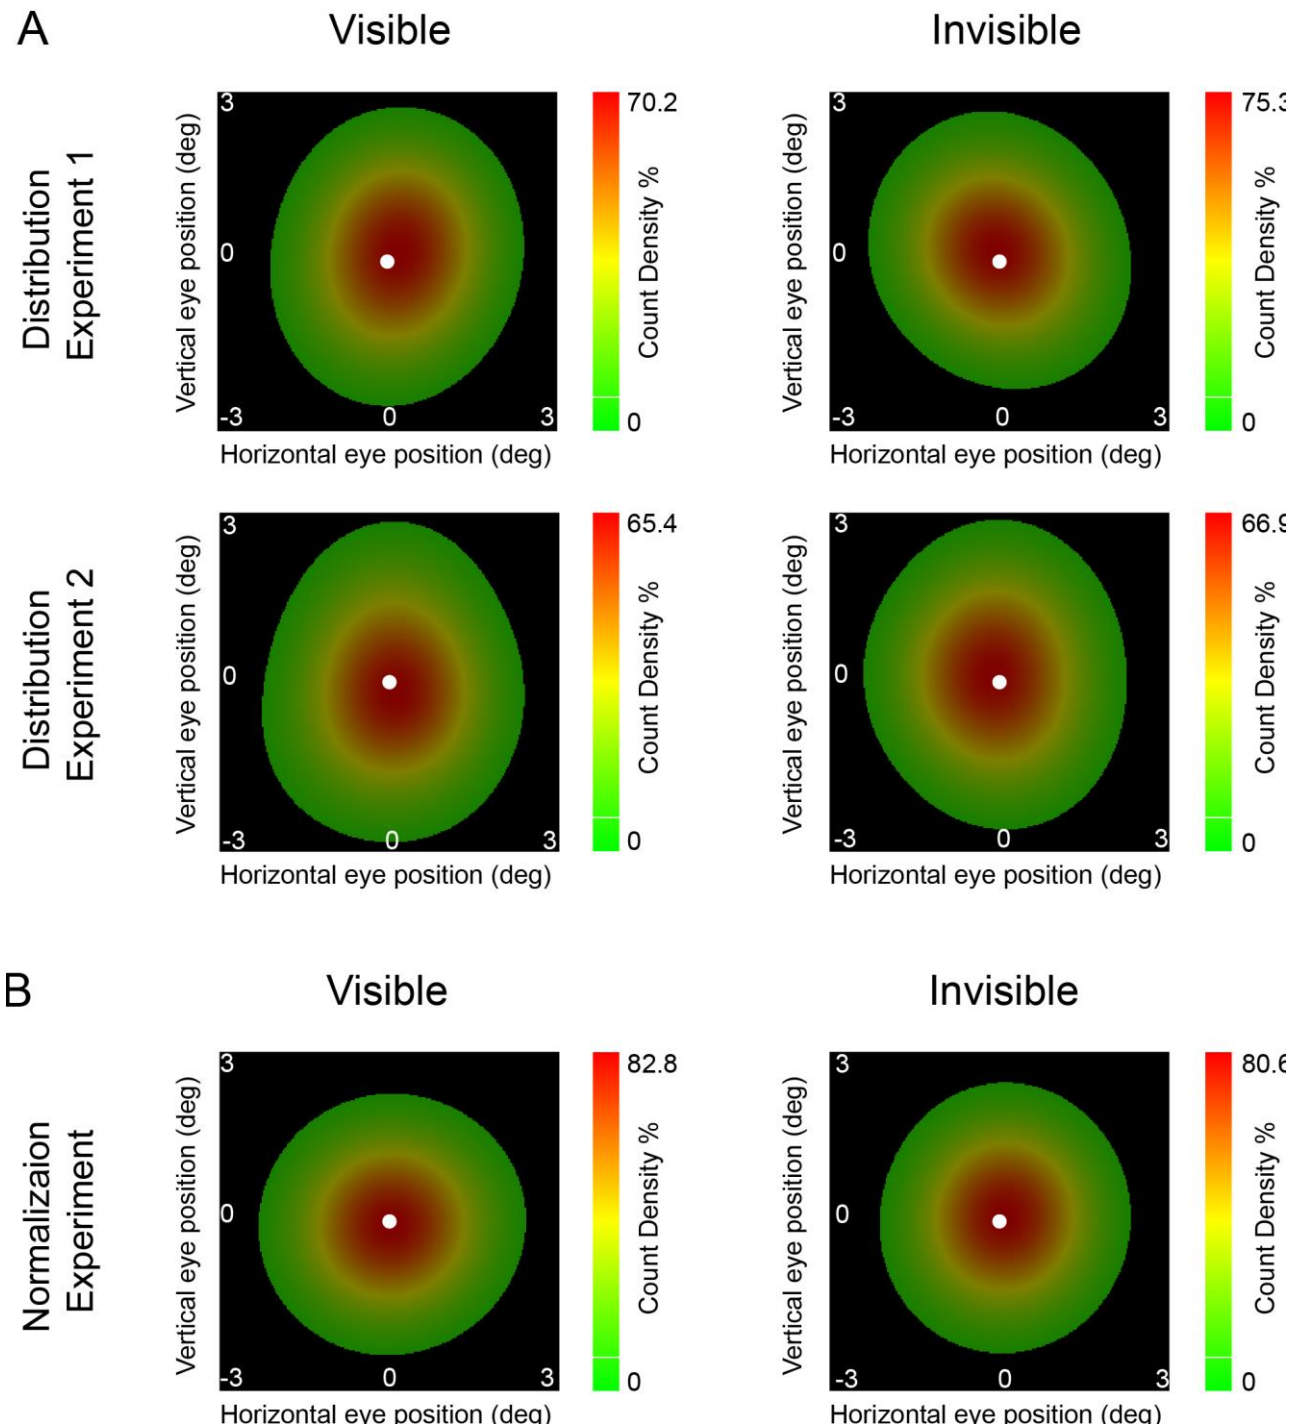 A
Visible
Invisible
Distribution
Experiment 1
Vertical eye position (deg)
3
0
-3
0
3
Horizontal eye position (deg)
70.2
Count Density %
0
Vertical eye position (deg)
3
0
-3
0
3
Horizontal eye position (deg)
75.3
Count Density %
0
Distribution
Experiment 2
Vertical eye position (deg)
3
0
-3
0
3
Horizontal eye position (deg)
65.4
Count Density %
0
Vertical eye position (deg)
3
0
-3
0
3
Horizontal eye position (deg)
66.9
Count Density %
0
B
Visible
Invisible
Normalizaion
Experiment
Vertical eye position (deg)
3
0
-3
0
3
Horizontal eye position (deg)
82.8
Count Density %
0
Vertical eye position (deg)
3
0
-3
0
3
Horizontal eye position (deg)
80.6
Count Density %
0